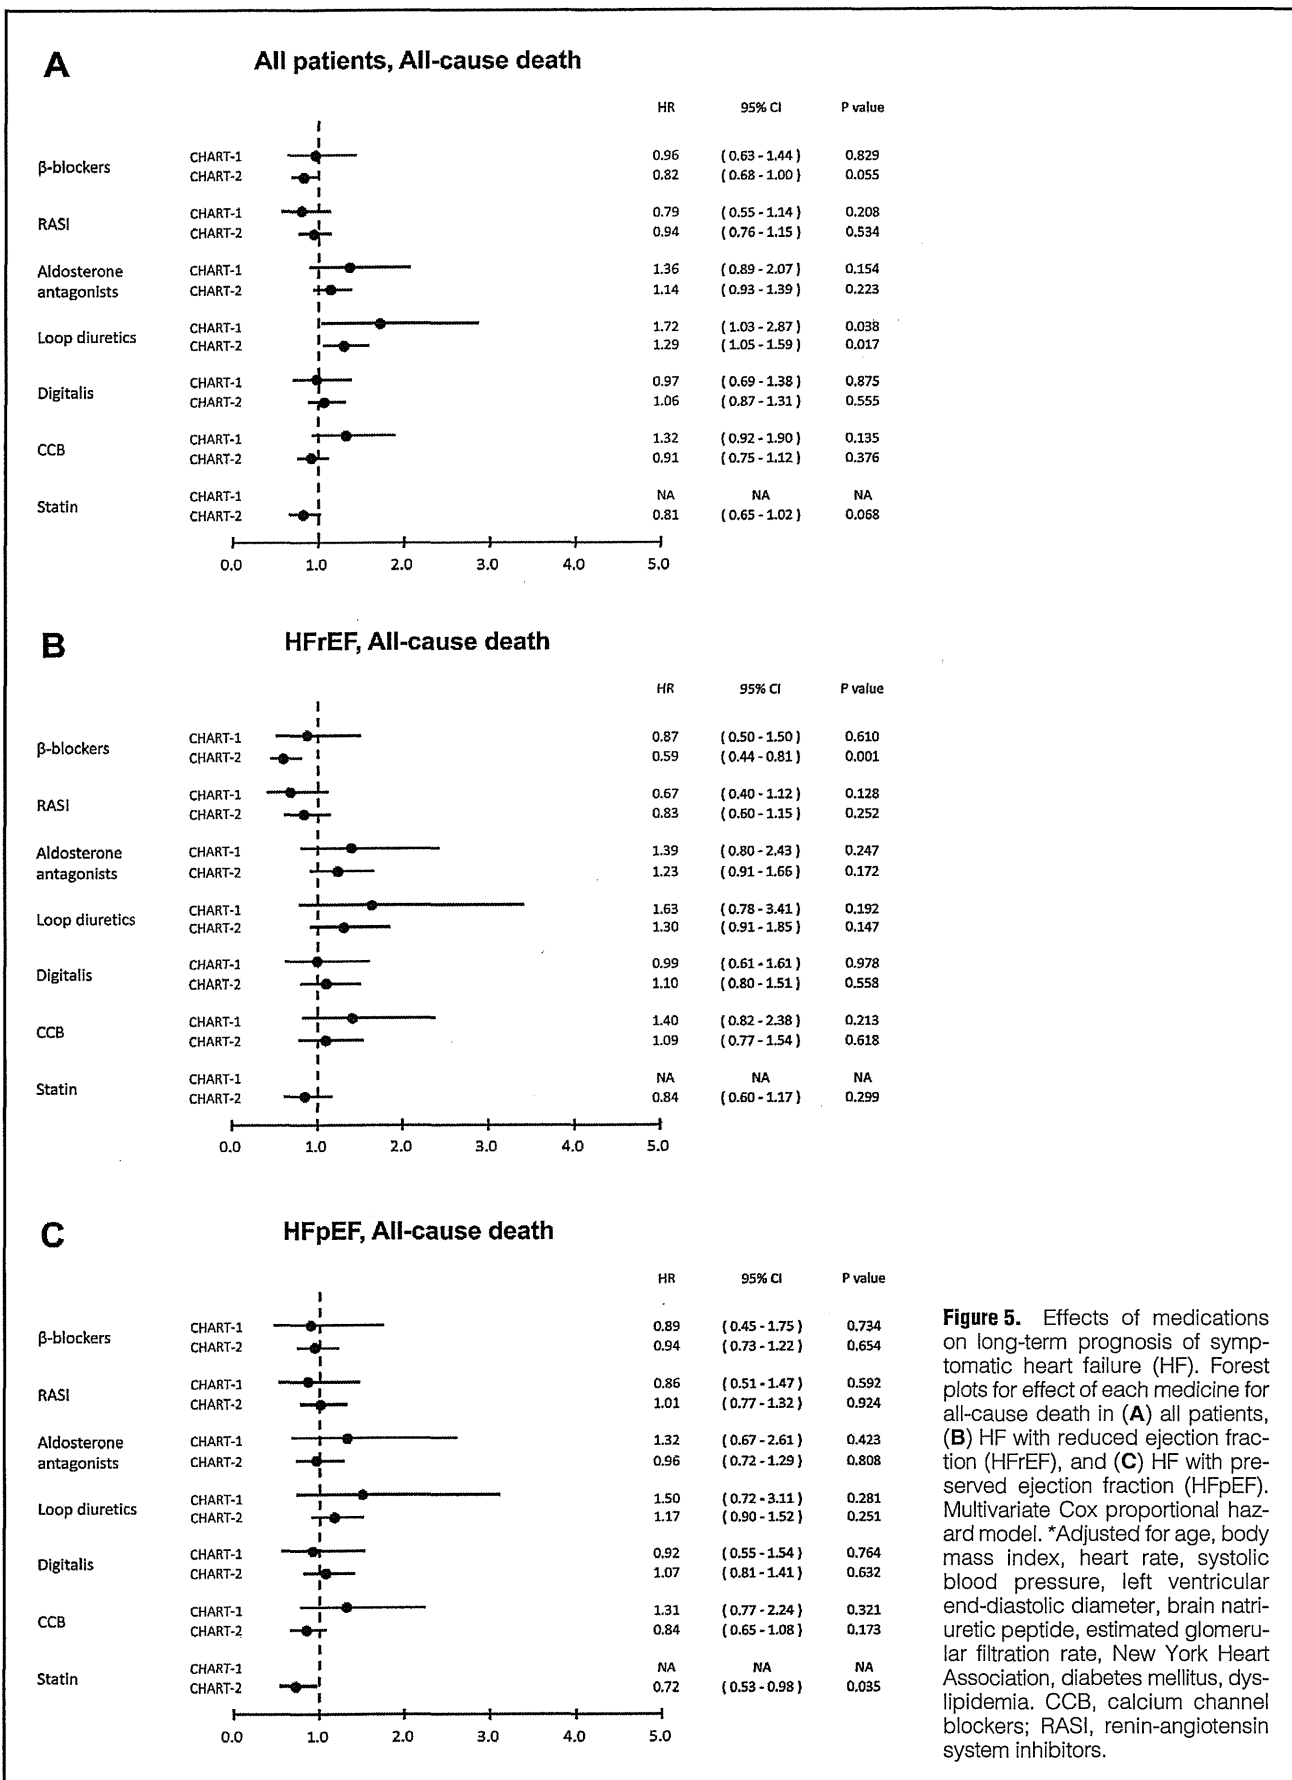 A
All patients, All-cause death
HR 95% CI P value
β-blockers
CHART-1 0.96 ( 0.63 - 1.44 ) 0.829
CHART-2 0.82 ( 0.68 - 1.00 ) 0.055
RASI
CHART-1 0.79 ( 0.55 - 1.14 ) 0.208
CHART-2 0.94 ( 0.76 - 1.15 ) 0.534
Aldosterone
antagonists
CHART-1 1.36 ( 0.89 - 2.07 ) 0.154
CHART-2 1.14 ( 0.93 - 1.39 ) 0.223
Loop diuretics
CHART-1 1.72 ( 1.03 - 2.87 ) 0.038
CHART-2 1.29 ( 1.05 - 1.59 ) 0.017
Digitalis
CHART-1 0.97 ( 0.69 - 1.38 ) 0.875
CHART-2 1.06 ( 0.87 - 1.31 ) 0.555
CCB
CHART-1 1.32 ( 0.92 - 1.90 ) 0.135
CHART-2 0.91 ( 0.75 - 1.12 ) 0.376
Statin
CHART-1 NA NA NA
CHART-2 0.81 ( 0.65 - 1.02 ) 0.068
0.0 1.0 2.0 3.0 4.0 5.0
B
HFrEF, All-cause death
HR 95% CI P value
β-blockers
CHART-1 0.87 ( 0.50 - 1.50 ) 0.610
CHART-2 0.59 ( 0.44 - 0.81 ) 0.001
RASI
CHART-1 0.67 ( 0.40 - 1.12 ) 0.128
CHART-2 0.83 ( 0.60 - 1.15 ) 0.252
Aldosterone
antagonists
CHART-1 1.39 ( 0.80 - 2.43 ) 0.247
CHART-2 1.23 ( 0.91 - 1.66 ) 0.172
Loop diuretics
CHART-1 1.63 ( 0.78 - 3.41 ) 0.192
CHART-2 1.30 ( 0.91 - 1.85 ) 0.147
Digitalis
CHART-1 0.99 ( 0.61 - 1.61 ) 0.978
CHART-2 1.10 ( 0.80 - 1.51 ) 0.558
CCB
CHART-1 1.40 ( 0.82 - 2.38 ) 0.213
CHART-2 1.09 ( 0.77 - 1.54 ) 0.618
Statin
CHART-1 NA NA NA
CHART-2 0.84 ( 0.60 - 1.17 ) 0.299
0.0 1.0 2.0 3.0 4.0 5.0
C
HFpEF, All-cause death
HR 95% CI P value
β-blockers
CHART-1 0.89 ( 0.45 - 1.75 ) 0.734
CHART-2 0.94 ( 0.73 - 1.22 ) 0.654
RASI
CHART-1 0.86 ( 0.51 - 1.47 ) 0.592
CHART-2 1.01 ( 0.77 - 1.32 ) 0.924
Aldosterone
antagonists
CHART-1 1.32 ( 0.67 - 2.61 ) 0.423
CHART-2 0.96 ( 0.72 - 1.29 ) 0.808
Loop diuretics
CHART-1 1.50 ( 0.72 - 3.11 ) 0.281
CHART-2 1.17 ( 0.90 - 1.52 ) 0.251
Digitalis
CHART-1 0.92 ( 0.55 - 1.54 ) 0.764
CHART-2 1.07 ( 0.81 - 1.41 ) 0.632
CCB
CHART-1 1.31 ( 0.77 - 2.24 ) 0.321
CHART-2 0.84 ( 0.65 - 1.08 ) 0.173
Statin
CHART-1 NA NA NA
CHART-2 0.72 ( 0.53 - 0.98 ) 0.035
0.0 1.0 2.0 3.0 4.0 5.0
Figure 5. Effects of medications
on long-term prognosis of symp-
tomatic heart failure (HF). Forest
plots for effect of each medicine for
all-cause death in (A) all patients,
(B) HF with reduced ejection frac-
tion (HFrEF), and (C) HF with pre-
served ejection fraction (HFpEF).
Multivariate Cox proportional haz-
ard model. *Adjusted for age, body
mass index, heart rate, systolic
blood pressure, left ventricular
end-diastolic diameter, brain natri-
uretic peptide, estimated glomeru-
lar filtration rate, New York Heart
Association, diabetes mellitus, dys-
lipidemia. CCB, calcium channel
blockers; RASI, renin-angiotensin
system inhibitors.